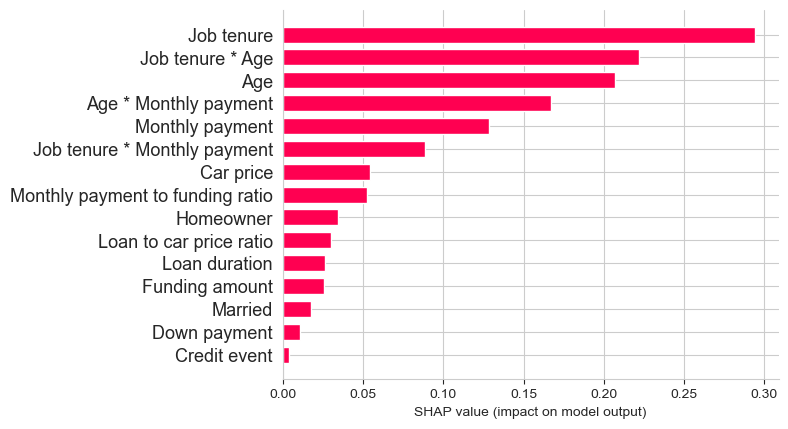 Job tenure
Job tenure * Age
Age
Age * Monthly payment
Monthly payment
Job tenure * Monthly payment
Car price
Monthly payment to funding ratio
Homeowner
Loan to car price ratio
Loan duration
Funding amount
Married
Down payment
Credit event
0.00 0.05 0.10 0.15 0.20 0.25 0.30
SHAP value (impact on model output)